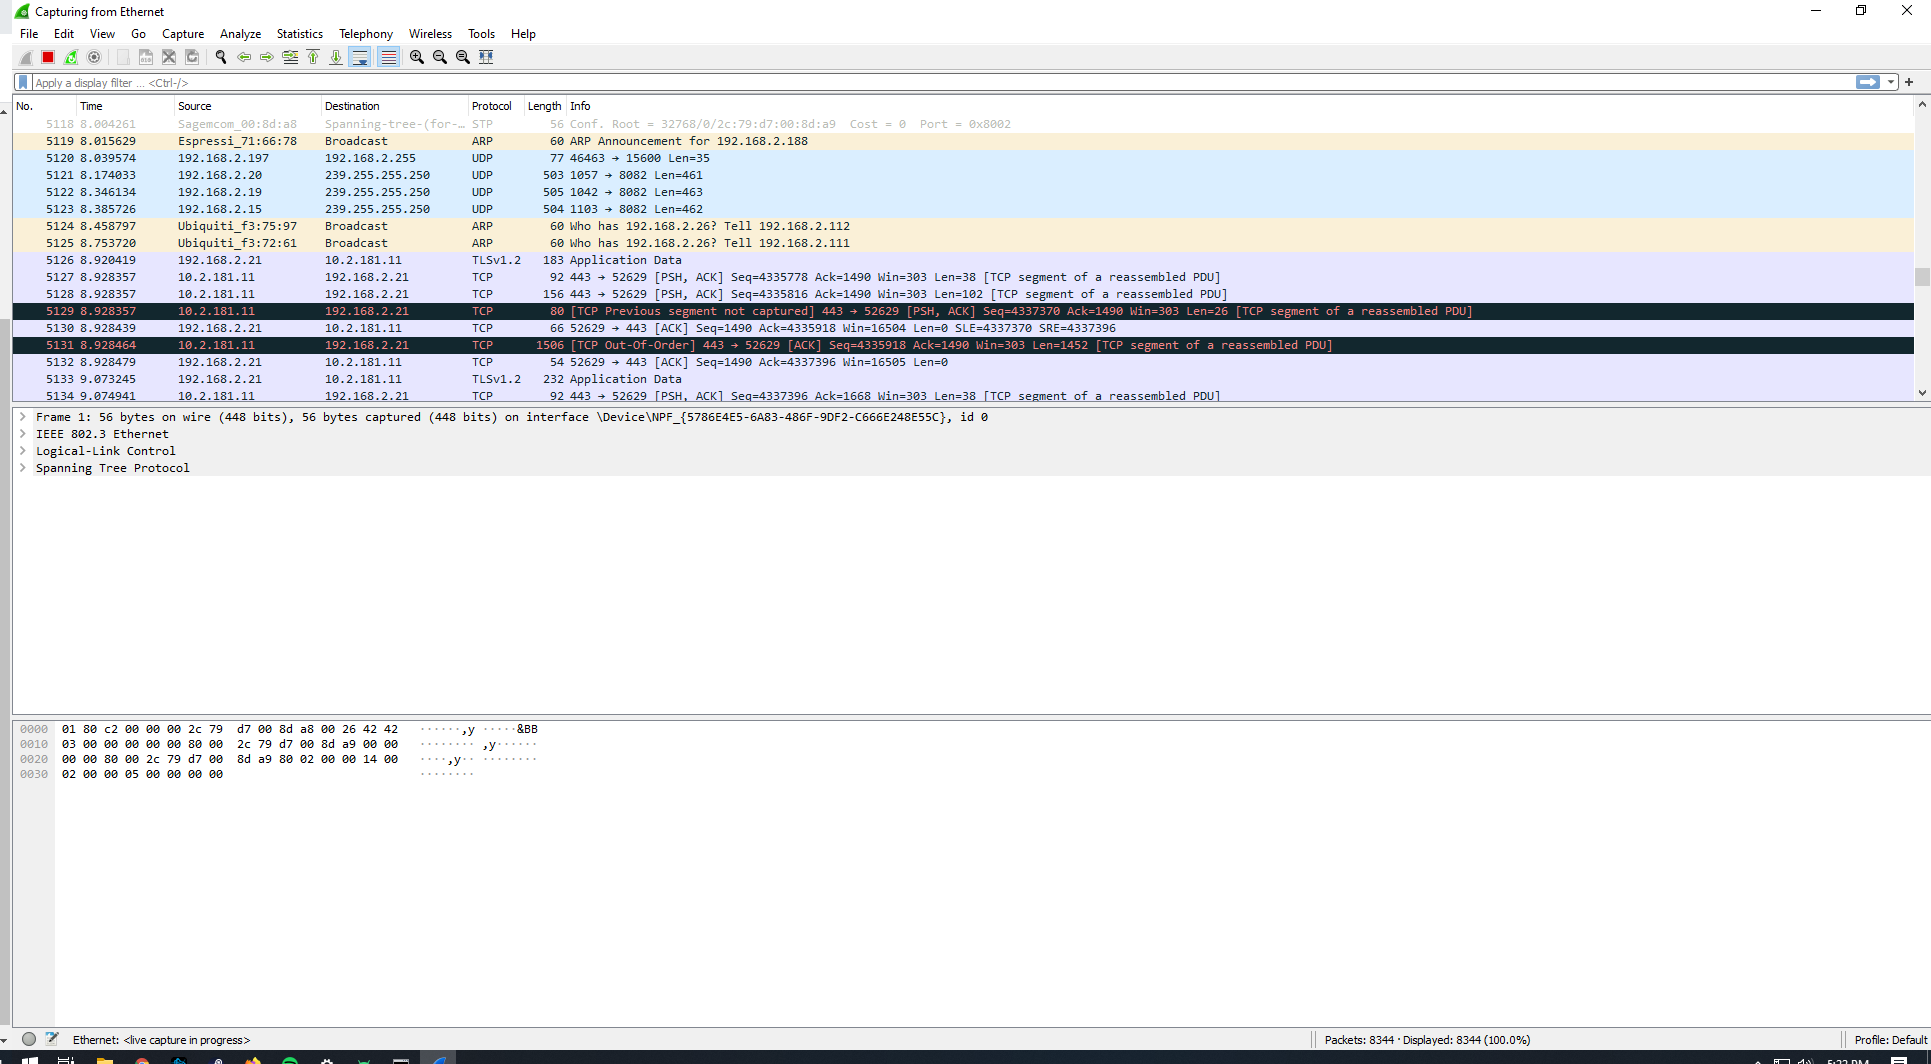 Capturing from Ethernet
File Edit View Go Capture Analyze Statistics Telephony Wireless Tools Help
Apply a display filter ... <Ctrl-/>
No. Time Source Destination Protocol Length Info
5118 8.004261 Sagemcom_00:8d:a8 Spanning-tree-(for-… STP 56 Conf. Root = 32768/0/2c:79:d7:00:8d:a9 Cost = 0 Port = 0x8002
5119 8.015629 Espressi_71:66:78 Broadcast ARP 60 ARP Announcement for 192.168.2.188
5120 8.039574 192.168.2.197 192.168.2.255 UDP 77 46463 → 15600 Len=35
5121 8.174033 192.168.2.20 239.255.255.250 UDP 503 1057 → 8082 Len=461
5122 8.346134 192.168.2.19 239.255.255.250 UDP 505 1042 → 8082 Len=463
5123 8.385726 192.168.2.15 239.255.255.250 UDP 504 1103 → 8082 Len=462
5124 8.458797 Ubiquiti_f3:75:97 Broadcast ARP 60 Who has 192.168.2.26? Tell 192.168.2.112
5125 8.753720 Ubiquiti_f3:72:61 Broadcast ARP 60 Who has 192.168.2.26? Tell 192.168.2.111
5126 8.920419 192.168.2.21 10.2.181.11 TLSv1.2 183 Application Data
5127 8.928357 10.2.181.11 192.168.2.21 TCP 92 443 → 52629 [PSH, ACK] Seq=4335778 Ack=1490 Win=303 Len=38 [TCP segment of a reassembled PDU]
5128 8.928357 10.2.181.11 192.168.2.21 TCP 156 443 → 52629 [PSH, ACK] Seq=4335816 Ack=1490 Win=303 Len=102 [TCP segment of a reassembled PDU]
5129 8.928357 10.2.181.11 192.168.2.21 TCP 80 [TCP Previous segment not captured] 443 → 52629 [PSH, ACK] Seq=4337370 Ack=1490 Win=303 Len=26 [TCP segment of a reassembled PDU]
5130 8.928439 192.168.2.21 10.2.181.11 TCP 66 52629 → 443 [ACK] Seq=1490 Ack=4335918 Win=16504 Len=0 SLE=4337370 SRE=4337396
5131 8.928464 10.2.181.11 192.168.2.21 TCP 1506 [TCP Out-Of-Order] 443 → 52629 [ACK] Seq=4335918 Ack=1490 Win=303 Len=1452 [TCP segment of a reassembled PDU]
5132 8.928479 192.168.2.21 10.2.181.11 TCP 54 52629 → 443 [ACK] Seq=1490 Ack=4337396 Win=16505 Len=0
5133 9.073245 192.168.2.21 10.2.181.11 TLSv1.2 232 Application Data
5134 9.074941 10.2.181.11 192.168.2.21 TCP 92 443 → 52629 [PSH, ACK] Seq=4337396 Ack=1668 Win=303 Len=38 [TCP segment of a reassembled PDU]
Frame 1: 56 bytes on wire (448 bits), 56 bytes captured (448 bits) on interface \Device\NPF_{5786E4E5-6A83-486F-9DF2-C666E248E55C}, id 0
IEEE 802.3 Ethernet
Logical-Link Control
Spanning Tree Protocol
0000 01 80 c2 00 00 00 2c 79 d7 00 8d a8 00 26 42 42 ······,y ·····&BB
0010 03 00 00 00 00 00 80 00 2c 79 d7 00 8d a9 00 00 ········ ,y······
0020 00 00 80 00 2c 79 d7 00 8d a9 80 02 00 00 14 00 ····,y·· ········
0030 02 00 00 05 00 00 00 00 ········
Ethernet: <live capture in progress> Packets: 8344 · Displayed: 8344 (100.0%) Profile: Default